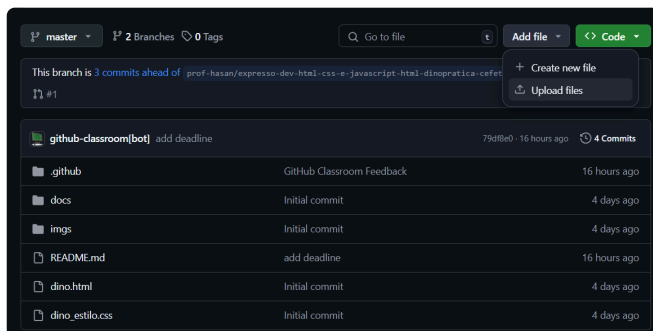 master 2 Branches 0 Tags Go to file t Add file Code
Create new file
This branch is 3 commits ahead of prof-hasan/expresso-dev-html-css-e-javascript-html-dinopratica-cefet
Upload files
#1
github-classroom[bot] add deadline 79df8e0 · 16 hours ago 4 Commits
.github GitHub Classroom Feedback 16 hours ago
docs Initial commit 4 days ago
imgs Initial commit 4 days ago
README.md add deadline 16 hours ago
dino.html Initial commit 4 days ago
dino_estilo.css Initial commit 4 days ago